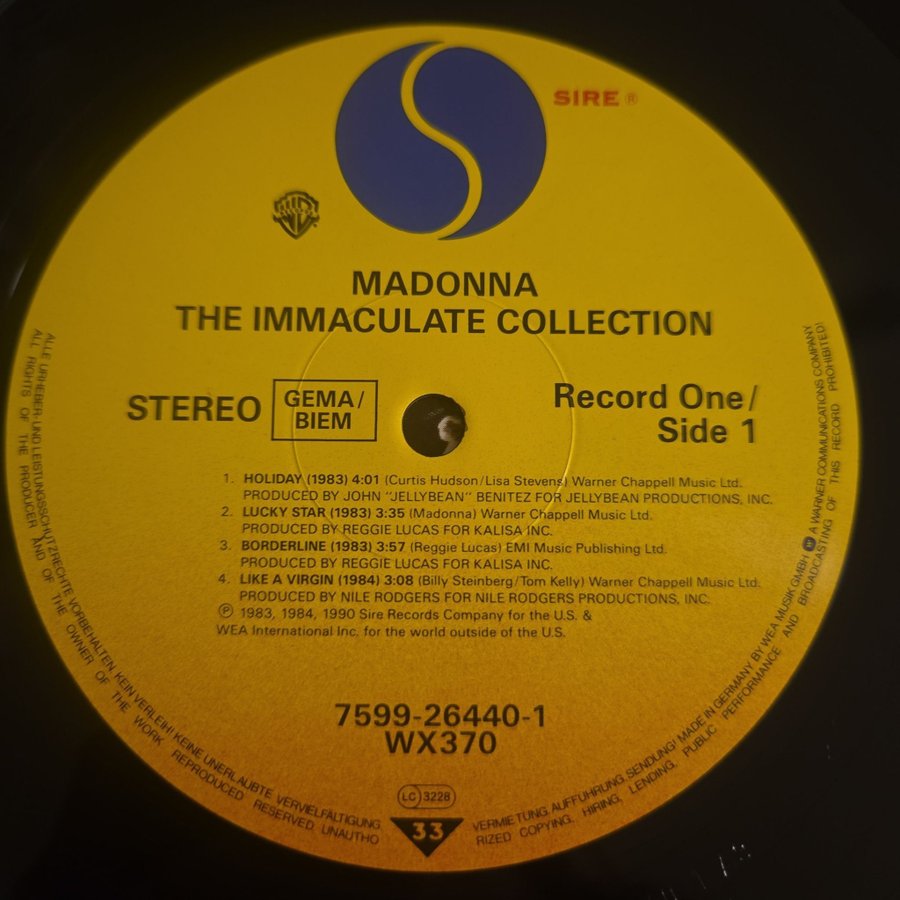 SIRE ®
MADONNA
THE IMMACULATE COLLECTION
STEREO
GEMA/
BIEM
Record One/
Side 1
1. HOLIDAY (1983) 4:01 (Curtis Hudson/Lisa Stevens) Warner Chappell Music Ltd.
PRODUCED BY JOHN "JELLYBEAN" BENITEZ FOR JELLYBEAN PRODUCTIONS, INC.
2. LUCKY STAR (1983) 3:35 (Madonna) Warner Chappell Music Ltd.
PRODUCED BY REGGIE LUCAS FOR KALISA INC.
3. BORDERLINE (1983) 3:57 (Reggie Lucas) EMI Music Publishing Ltd.
PRODUCED BY REGGIE LUCAS FOR KALISA INC.
4. LIKE A VIRGIN (1984) 3:08 (Billy Steinberg/Tom Kelly) Warner Chappell Music Ltd.
PRODUCED BY NILE RODGERS FOR NILE RODGERS PRODUCTIONS, INC.
℗ 1983, 1984, 1990 Sire Records Company for the U.S. &
WEA International Inc. for the world outside of the U.S.
7599-26440-1
WX370
LC 3228
33
ALLE URHEBER- UND LEISTUNGSSCHUTZRECHTE VORBEHALTEN. KEIN VERLEIH! KEINE UNERLAUBTE VERVIELFÄLTIGUNG, VERMIETUNG, AUFFÜHRUNG, SENDUNG! MADE IN GERMANY BY WEA MUSIK GMBH A WARNER COMMUNICATIONS COMPANY
ALL RIGHTS OF THE PRODUCER AND OF THE OWNER OF THE WORK REPRODUCED RESERVED UNAUTHORIZED COPYING, HIRING, LENDING, PUBLIC PERFORMANCE AND BROADCASTING OF THIS RECORD PROHIBITED!